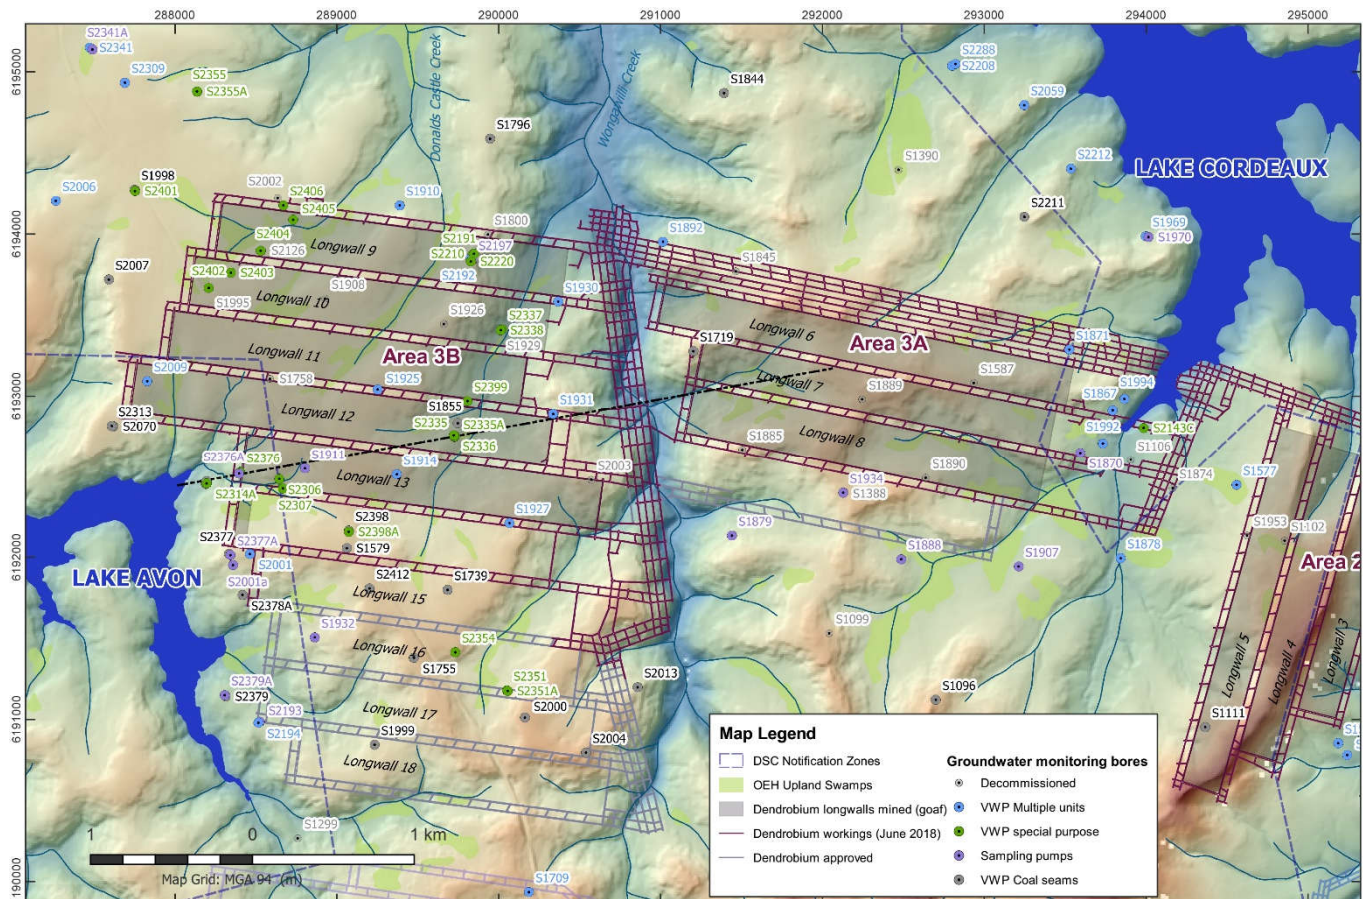 288000 289000 290000 291000 292000 293000 294000 295000
6195000
6194000
6193000
6192000
6191000
6190000
S2341A
S2341
S2309
S2355
S2355A
Donalds Castle Creek
Wongawilli Creek
S1796
S1844
S2288
S2208
S2059
S1390
S2212
LAKE CORDEAUX
S2211
S1969
S1970
S2006
S1998
S2401
S2002
S2406
S2405
S1910
S1800
S2404
S2126
Longwall 9
S2191
S2197
S2210
S2220
S2192
S1892
S1845
S2007
S2402
S2403
S1908
S1995
Longwall 10
S1926
S1930
S2337
S2338
S1929
S1719
Longwall 6
Area 3A
S1871
Longwall 11
Area 3B
S2009
S1758
S1925
S2399
Longwall 7
S1889
S1587
S1867
S1994
S2313
S2070
Longwall 12
S1855
S2335
S2335A
S2336
S1931
S1885
Longwall 8
S1992
S2143C
S1106
S2376A
S2376
S1911
S1914
S2003
S1890
S1870
S1874
S1577
S2314A
S2306
S2307
Longwall 13
S1934
S1388
S2377
S2377A
S2398
S2398A
S1927
S1879
S1953
S1102
S1579
S2001
S1888
S1907
S1878
Area 2
LAKE AVON
S2001a
S2412
S1739
S2378A
Longwall 15
S1932
S1099
Longwall 16
S2354
S1755
S2351
S2351A
S2013
S1096
Longwall 5
Longwall 4
Longwall 3
S2379A
S2379
S2193
S2194
Longwall 17
S2000
S1999
S2004
S1111
Longwall 18
S1299
S1709
1 0 1 km
Map Grid: MGA 94 (m)
Map Legend
DSC Notification Zones
OEH Upland Swamps
Dendrobium longwalls mined (goaf)
Dendrobium workings (June 2018)
Dendrobium approved
Groundwater monitoring bores
Decommissioned
VWP Multiple units
VWP special purpose
Sampling pumps
VWP Coal seams